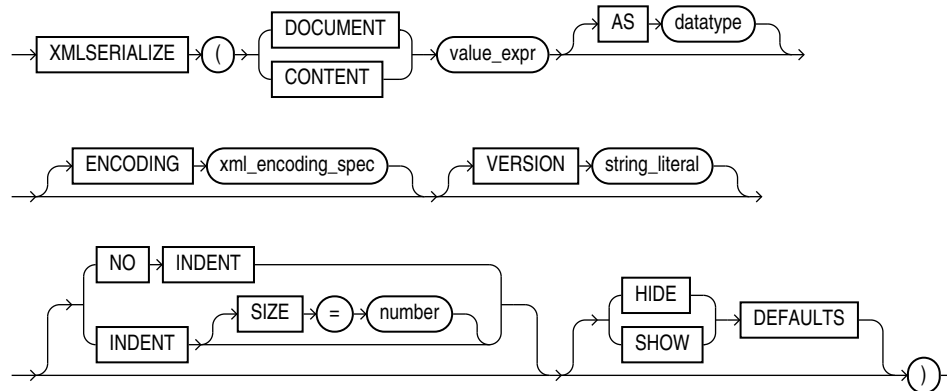 AS datatype
XMLSERIALIZE ( DOCUMENT value_expr
CONTENT
ENCODING xml_encoding_spec VERSION string_literal
NO INDENT
INDENT SIZE = number
HIDE DEFAULTS
SHOW
)